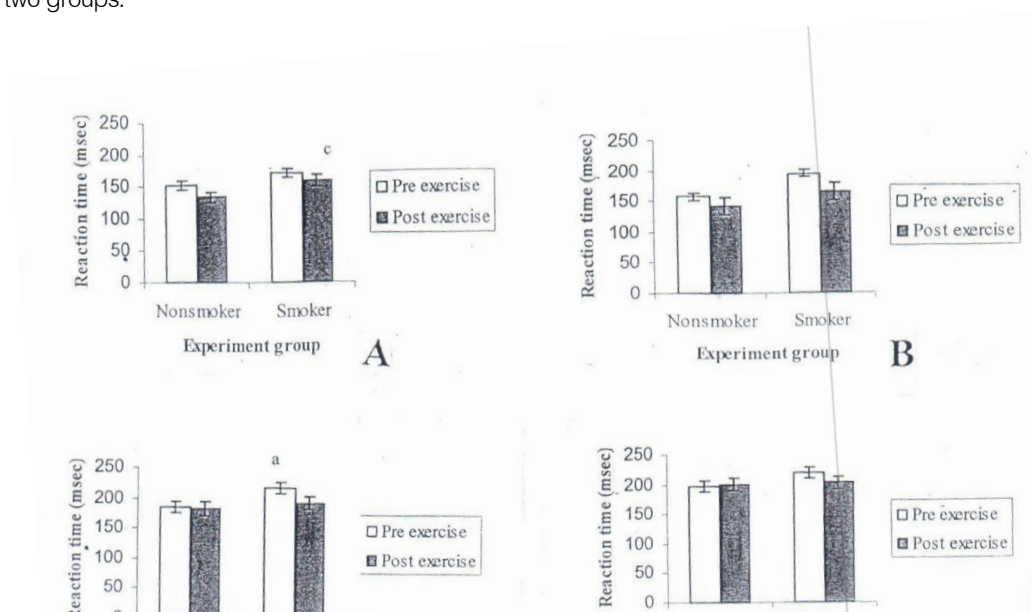 two groups.
Reaction time (msec)
250
200
150
100
50
0
c
Nonsmoker
Smoker
Experiment group
Pre exercise
Post exercise
A
Reaction time (msec)
250
200
150
100
50
0
Nonsmoker
Smoker
Experiment group
Pre exercise
Post exercise
B
Reaction time (msec)
250
200
150
100
50
a
Pre exercise
Post exercise
Reaction time (msec)
250
200
150
100
50
0
Pre exercise
Post exercise